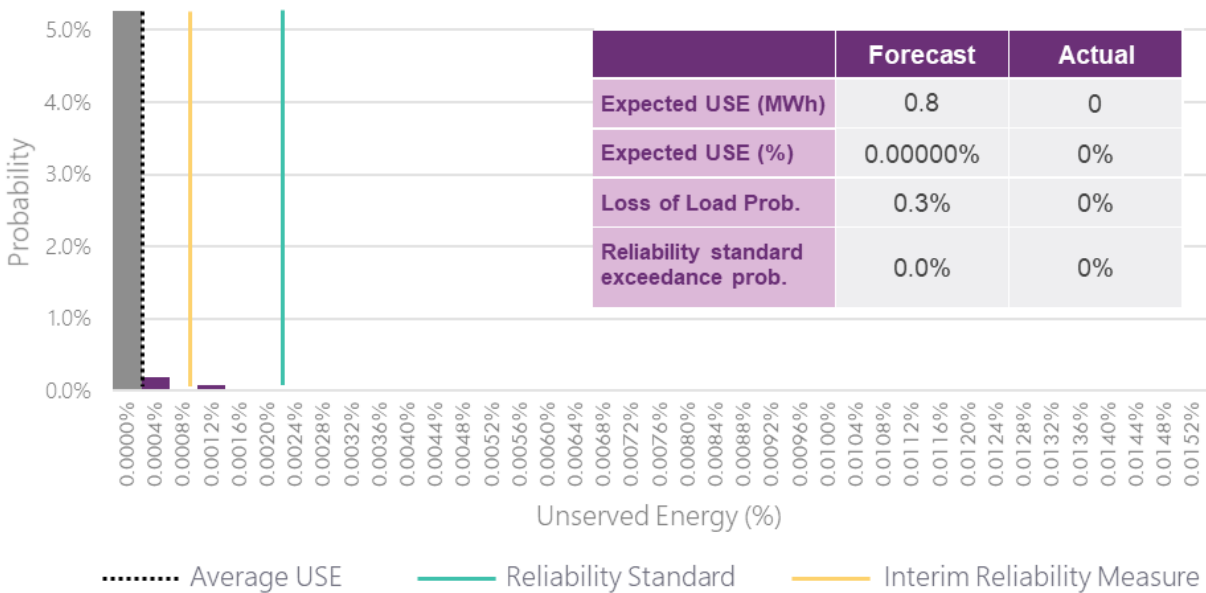 Probability
5.0%
4.0%
3.0%
2.0%
1.0%
0.0%
Forecast Actual
Expected USE (MWh) 0.8 0
Expected USE (%) 0.00000% 0%
Loss of Load Prob. 0.3% 0%
Reliability standard
exceedance prob. 0.0% 0%
0.0000% 0.0004% 0.0008% 0.0012% 0.0016% 0.0020% 0.0024% 0.0028% 0.0032% 0.0036% 0.0040% 0.0044% 0.0048% 0.0052% 0.0056% 0.0060% 0.0064% 0.0068% 0.0072% 0.0076% 0.0080% 0.0084% 0.0088% 0.0092% 0.0096% 0.0100% 0.0104% 0.0108% 0.0112% 0.0116% 0.0120% 0.0124% 0.0128% 0.0132% 0.0136% 0.0140% 0.0144% 0.0148% 0.0152%
Unserved Energy (%)
Average USE Reliability Standard Interim Reliability Measure